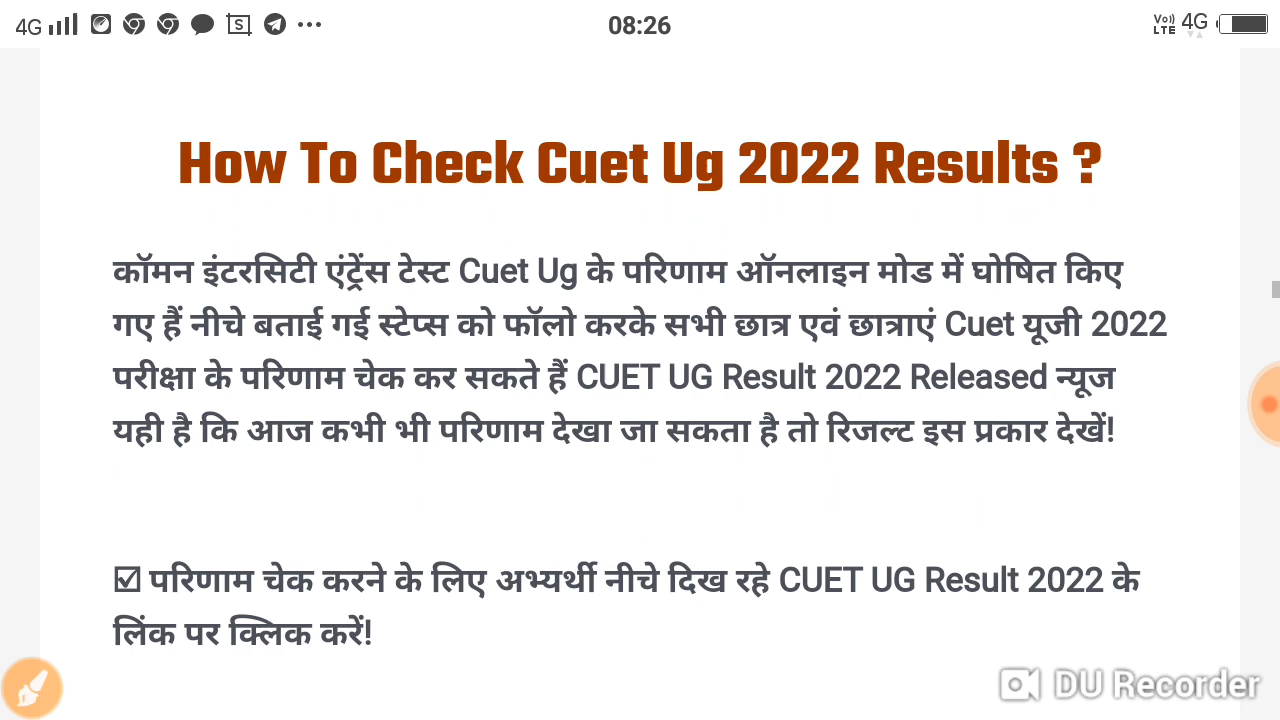 4G 08:26 Vo)) LTE 4G
How To Check Cuet Ug 2022 Results ?
कॉमन इंटरसिटी एंट्रेंस टेस्ट Cuet Ug के परिणाम ऑनलाइन मोड में घोषित किए
गए हैं नीचे बताई गई स्टेप्स को फॉलो करके सभी छात्र एवं छात्राएं Cuet यूजी 2022
परीक्षा के परिणाम चेक कर सकते हैं CUET UG Result 2022 Released न्यूज
यही है कि आज कभी भी परिणाम देखा जा सकता है तो रिजल्ट इस प्रकार देखें!
☑ परिणाम चेक करने के लिए अभ्यर्थी नीचे दिख रहे CUET UG Result 2022 के
लिंक पर क्लिक करें!
DU Recorder